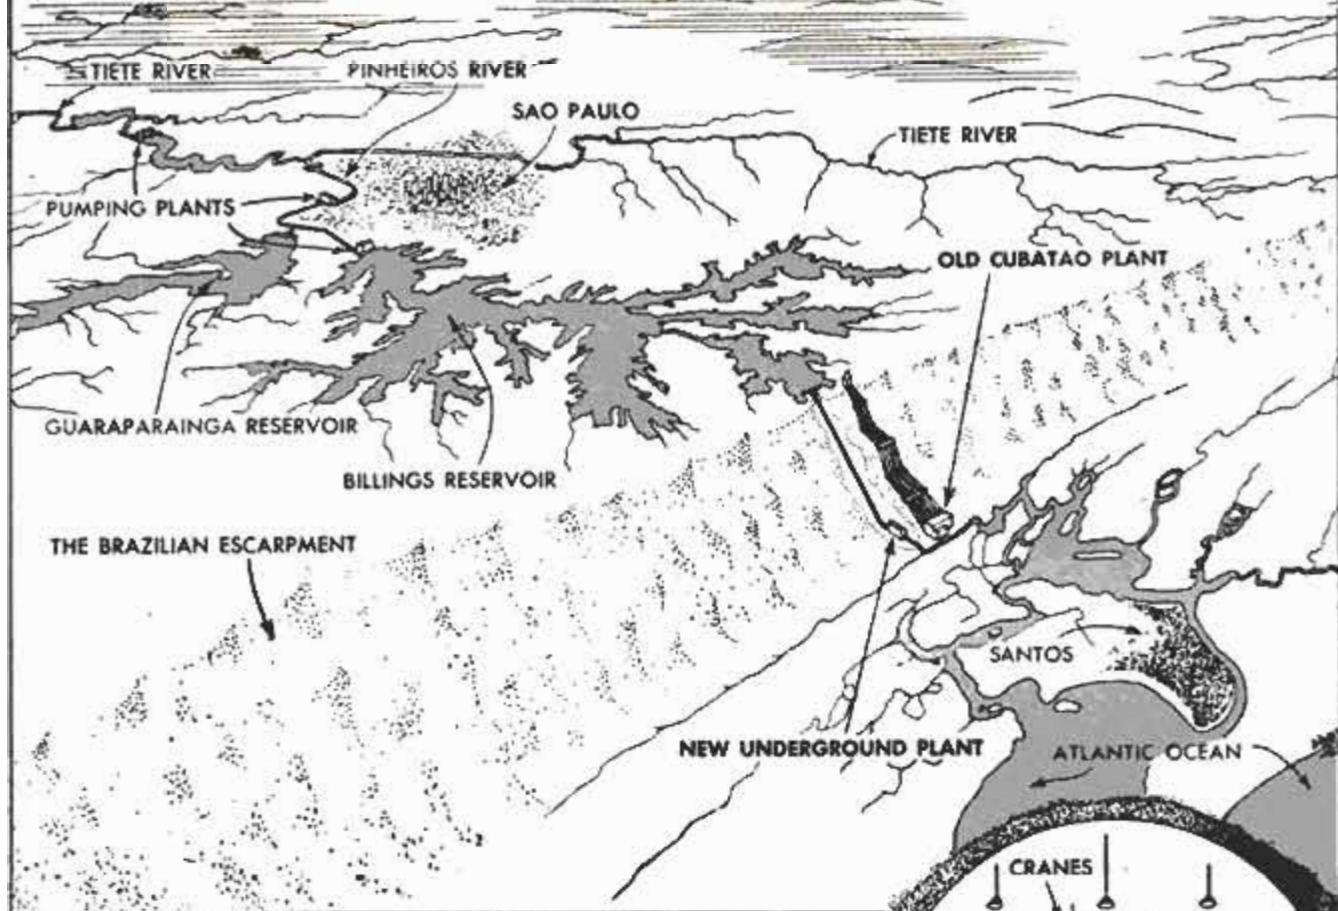 TIETE RIVER
PINHEIROS RIVER
SAO PAULO
TIETE RIVER
PUMPING PLANTS
OLD CUBATAO PLANT
GUARAPARAINGA RESERVOIR
BILLINGS RESERVOIR
THE BRAZILIAN ESCARPMENT
SANTOS
NEW UNDERGROUND PLANT
ATLANTIC OCEAN
CRANES